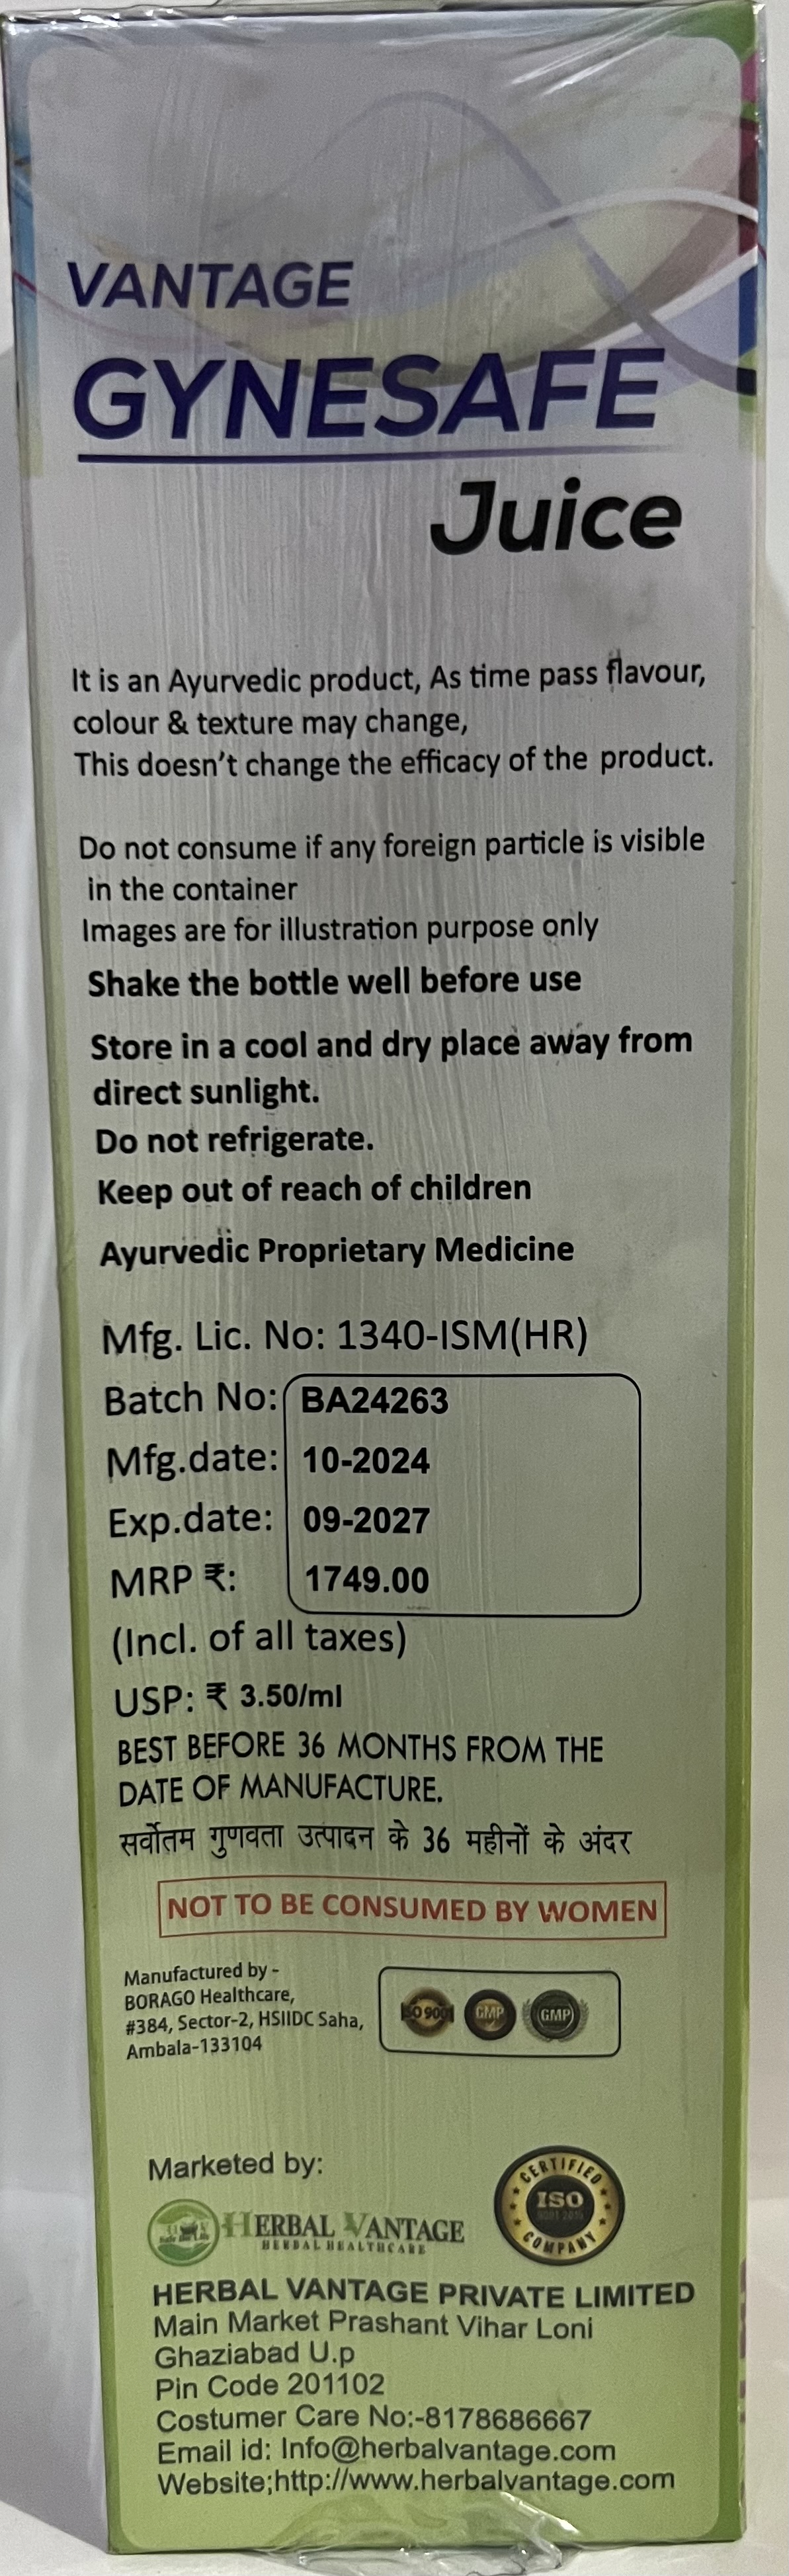 VANTAGE
GYNESAFE
Juice
It is an Ayurvedic product, As time pass flavour,
colour & texture may change,
This doesn't change the efficacy of the product.
Do not consume if any foreign particle is visible
in the container
Images are for illustration purpose only
Shake the bottle well before use
Store in a cool and dry place away from
direct sunlight.
Do not refrigerate.
Keep out of reach of children
Ayurvedic Proprietary Medicine
Mfg. Lic. No: 1340-ISM(HR)
Batch No: BA24263
Mfg.date: 10-2024
Exp.date: 09-2027
MRP ₹: 1749.00
(Incl. of all taxes)
USP: ₹ 3.50/ml
BEST BEFORE 36 MONTHS FROM THE
DATE OF MANUFACTURE.
सर्वोतम गुणवता उत्पादन के 36 महीनों के अंदर
NOT TO BE CONSUMED BY WOMEN
Manufactured by -
BORAGO Healthcare,
#384, Sector-2, HSIIDC Saha,
Ambala-133104
ISO 9001 GMP GMP
Marketed by:
HERBAL VANTAGE
HERBAL HEALTHCARE
CERTIFIED
ISO
COMPANY
HERBAL VANTAGE PRIVATE LIMITED
Main Market Prashant Vihar Loni
Ghaziabad U.p
Pin Code 201102
Costumer Care No:-8178686667
Email id: Info@herbalvantage.com
Website;http://www.herbalvantage.com